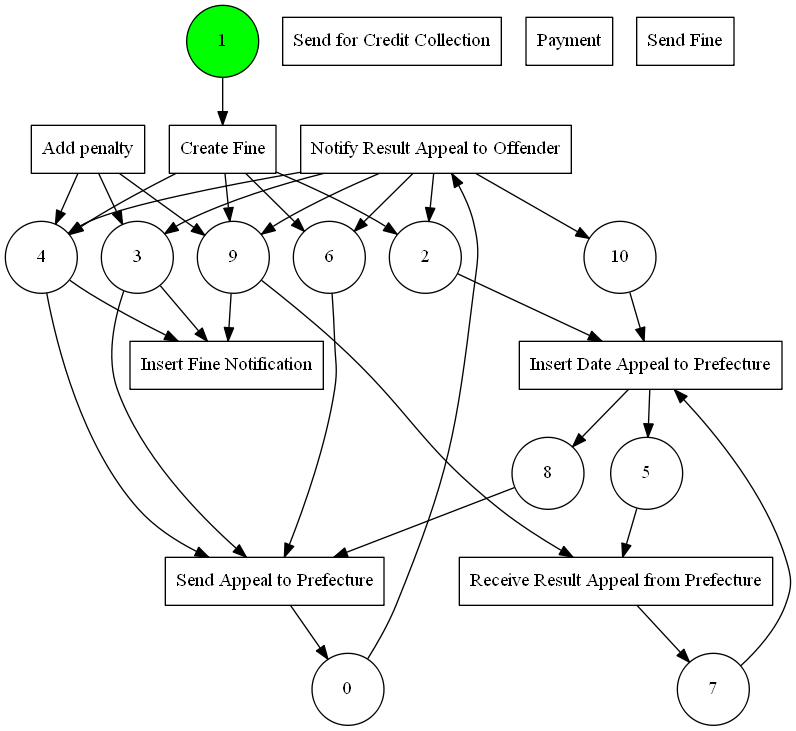 1
Send for Credit Collection
Payment
Send Fine
Add penalty
Create Fine
Notify Result Appeal to Offender
4
3
9
6
2
10
Insert Fine Notification
Insert Date Appeal to Prefecture
8
5
Send Appeal to Prefecture
Receive Result Appeal from Prefecture
0
7